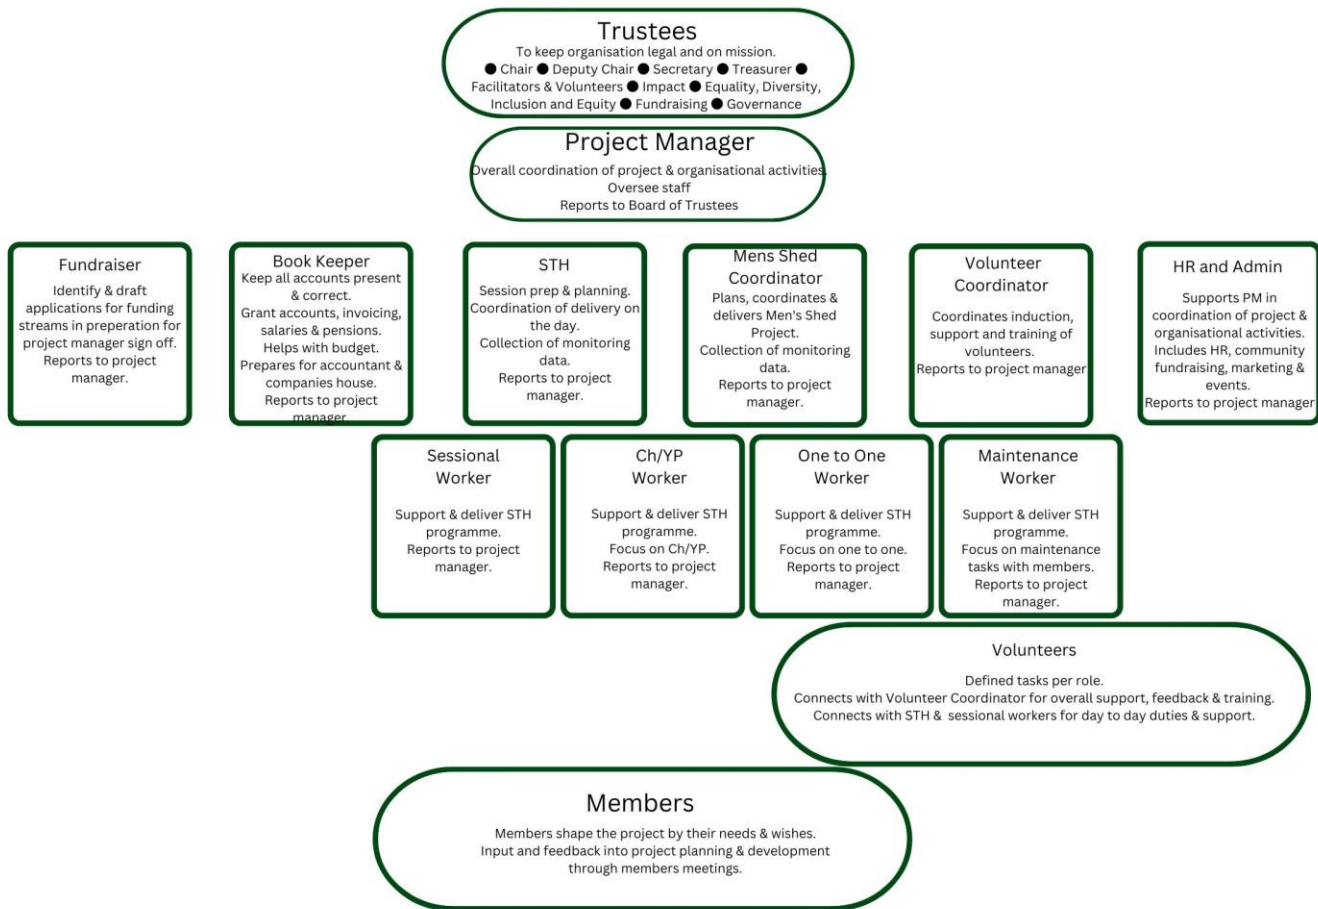 Trustees
To keep organisation legal and on mission.
● Chair ● Deputy Chair ● Secretary ● Treasurer ●
Facilitators & Volunteers ● Impact ● Equality, Diversity,
Inclusion and Equity ● Fundraising ● Governance
Project Manager
Overall coordination of project & organisational activities.
Oversee staff
Reports to Board of Trustees
Fundraiser
Identify & draft
applications for funding
streams in preperation for
project manager sign off.
Reports to project
manager.
Book Keeper
Keep all accounts present
& correct.
Grant accounts, invoicing,
salaries & pensions.
Helps with budget.
Prepares for accountant &
companies house.
Reports to project
manager.
STH
Session prep & planning.
Coordination of delivery on
the day.
Collection of monitoring
data.
Reports to project
manager.
Mens Shed
Coordinator
Plans, coordinates &
delivers Men's Shed
Project.
Collection of monitoring
data.
Reports to project
manager.
Volunteer
Coordinator
Coordinates induction,
support and training of
volunteers.
Reports to project manager
HR and Admin
Supports PM in
coordination of project &
organisational activities.
Includes HR, community
fundraising, marketing &
events.
Reports to project manager
Sessional
Worker
Support & deliver STH
programme.
Reports to project
manager.
Ch/YP
Worker
Support & deliver STH
programme.
Focus on Ch/YP.
Reports to project
manager.
One to One
Worker
Support & deliver STH
programme.
Focus on one to one.
Reports to project
manager.
Maintenance
Worker
Support & deliver STH
programme.
Focus on maintenance
tasks with members.
Reports to project
manager.
Volunteers
Defined tasks per role.
Connects with Volunteer Coordinator for overall support, feedback & training.
Connects with STH & sessional workers for day to day duties & support.
Members
Members shape the project by their needs & wishes.
Input and feedback into project planning & development
through members meetings.